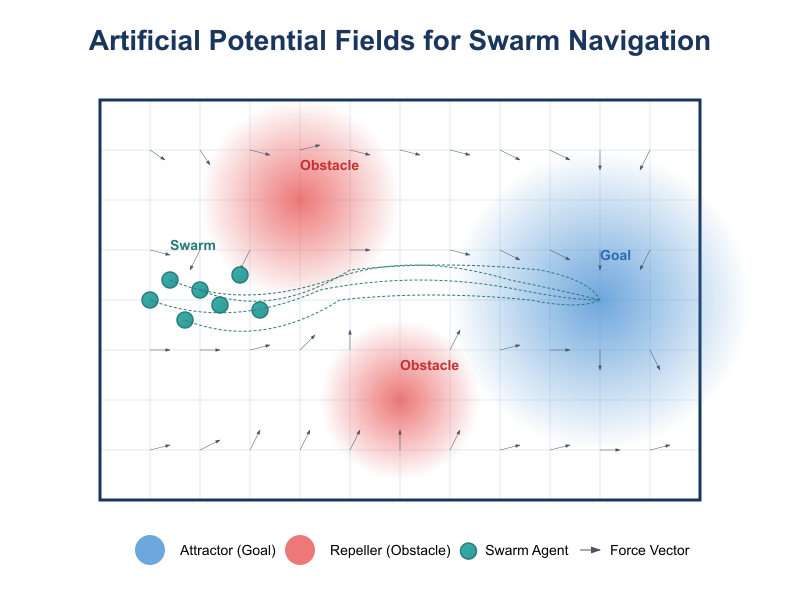 Artificial Potential Fields for Swarm Navigation
Obstacle
Swarm
Goal
Obstacle
Attractor (Goal)
Repeller (Obstacle)
Swarm Agent
Force Vector